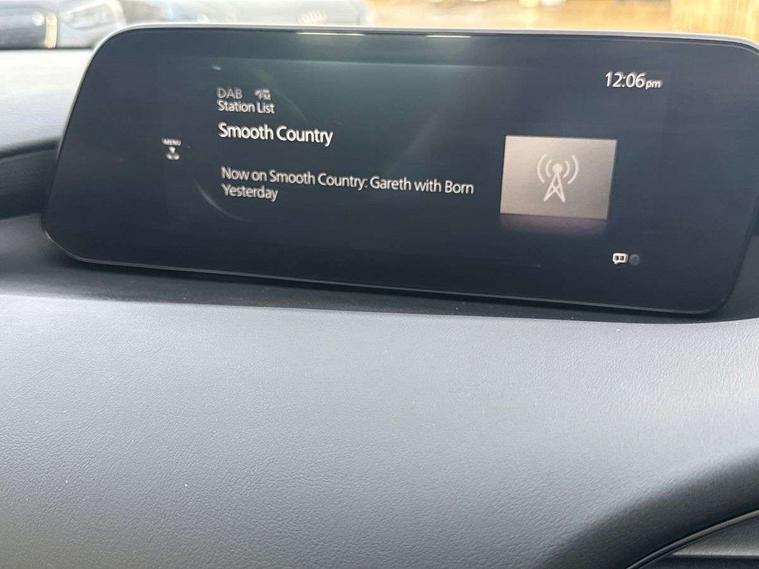 12:06pm
DAB
Station List
Smooth Country
MENU
Now on Smooth Country: Gareth with Born
Yesterday